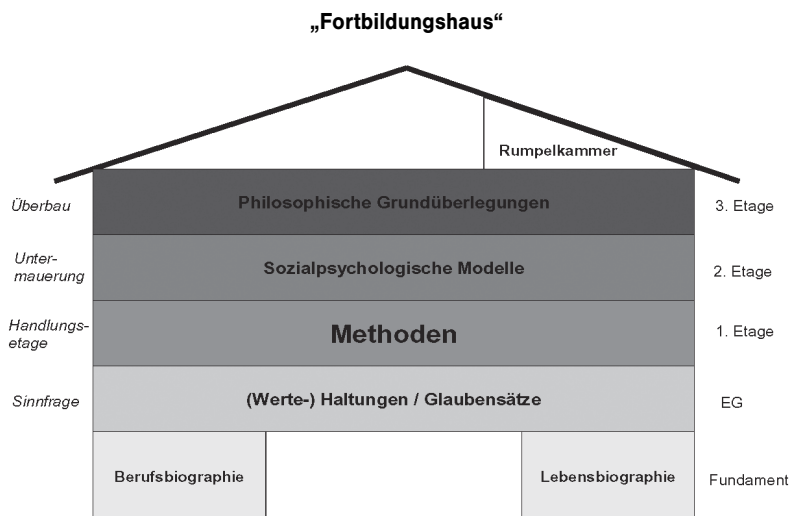 „Fortbildungshaus“
Rumpelkammer
Überbau
Philosophische Grundüberlegungen
3. Etage
Unter-
mauerung
Sozialpsychologische Modelle
2. Etage
Handlungs-
etage
Methoden
1. Etage
Sinnfrage
(Werte-) Haltungen / Glaubensätze
EG
Berufsbiographie
Lebensbiographie
Fundament